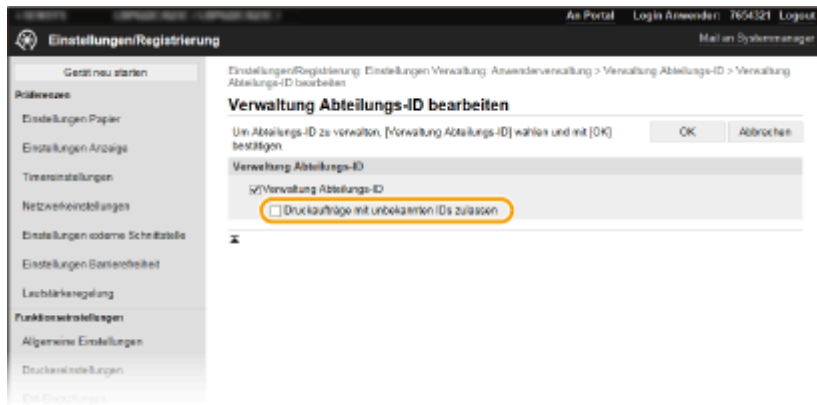 An Portal Login Anwender: 7654321 Logout
Einstellungen/Registrierung
Mail an Systemmanager
Gerät neu starten
Präferenzen
Einstellungen Papier
Einstellungen Anzeige
Timereinstellungen
Netzwerkeinstellungen
Einstellungen externe Schnittstelle
Einstellungen Barrierefreiheit
Lautstärkeregelung
Funktionseinstellungen
Allgemeine Einstellungen
Druckereinstellungen
Einstellungen/Registrierung: Einstellungen Verwaltung: Anwenderverwaltung > Verwaltung Abteilungs-ID > Verwaltung
Abteilungs-ID bearbeiten
Verwaltung Abteilungs-ID bearbeiten
Um Abteilungs-ID zu verwalten, [Verwaltung Abteilungs-ID] wählen und mit [OK]
bestätigen.
OK Abbrechen
Verwaltung Abteilungs-ID
Verwaltung Abteilungs-ID
Druckaufträge mit unbekannten IDs zulassen